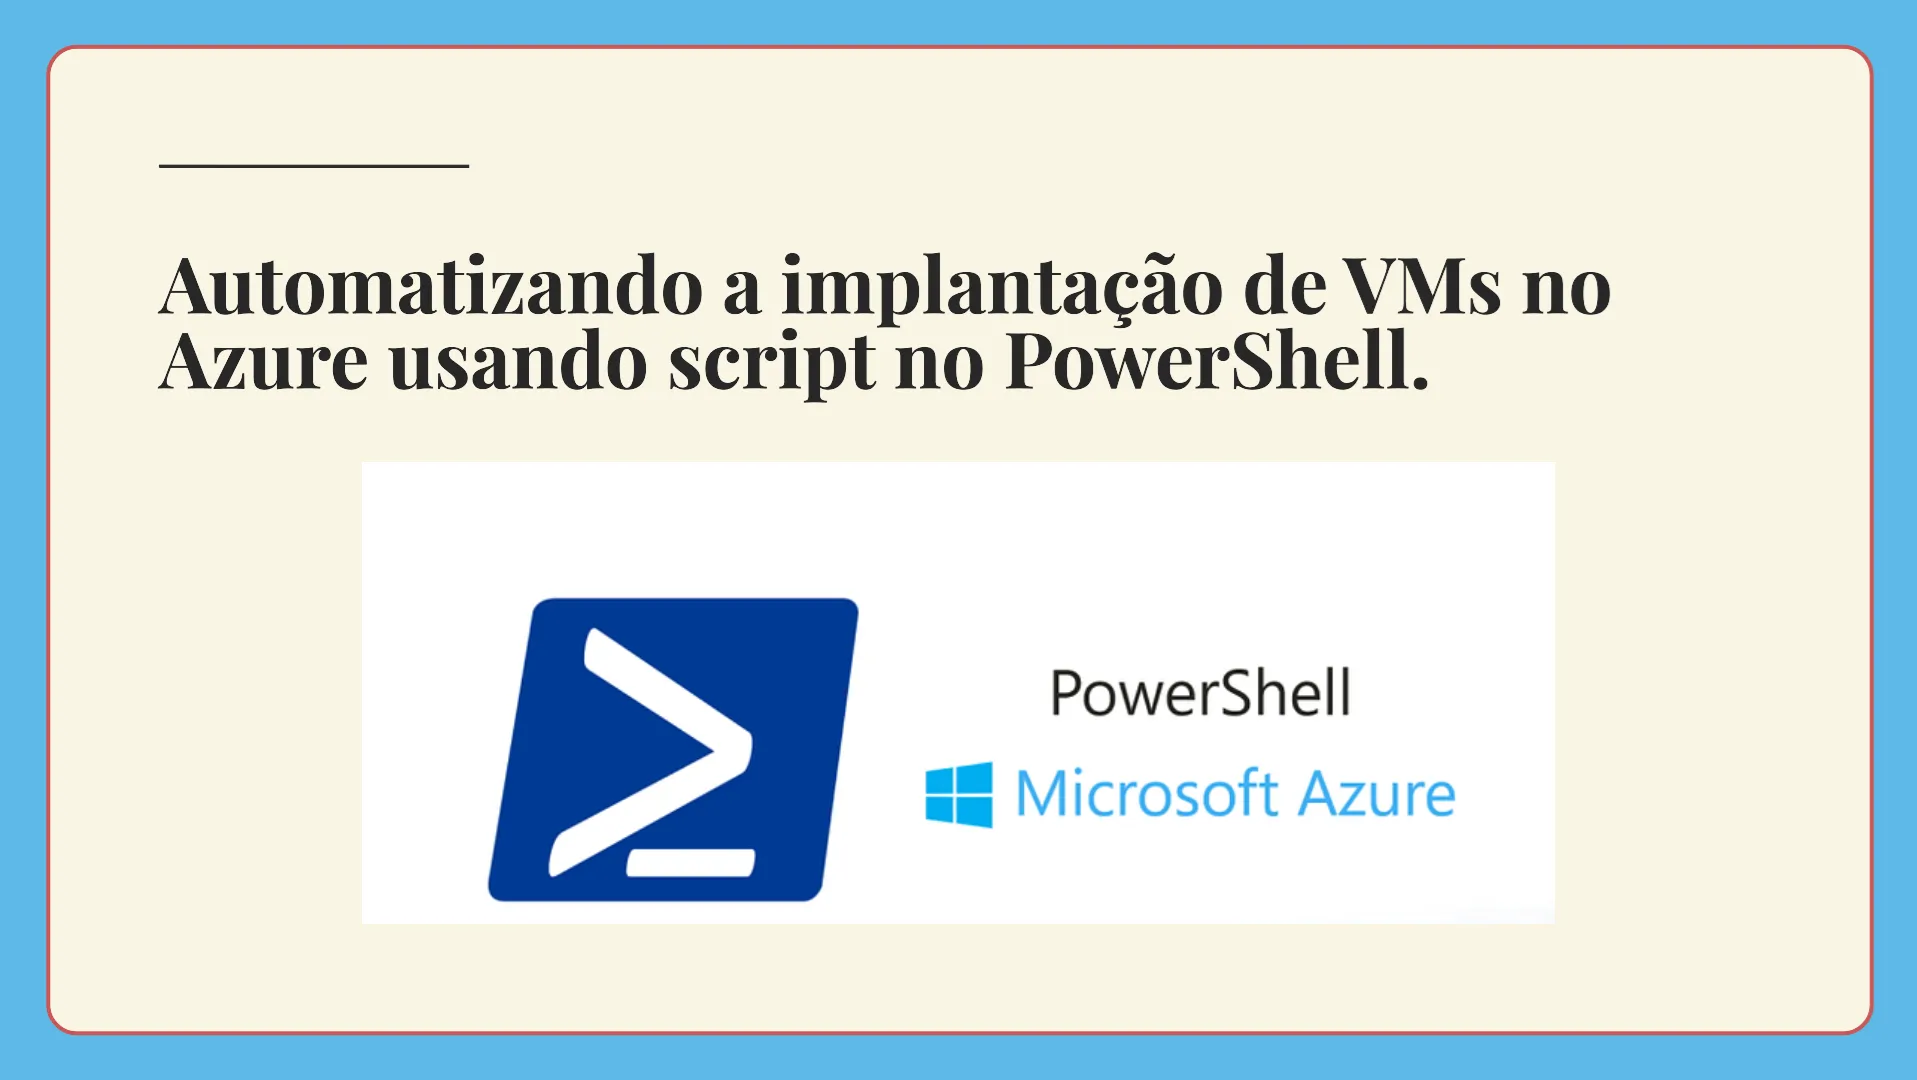 Automatizando a implantação de VMs no
Azure usando script no PowerShell.
PowerShell
Microsoft Azure